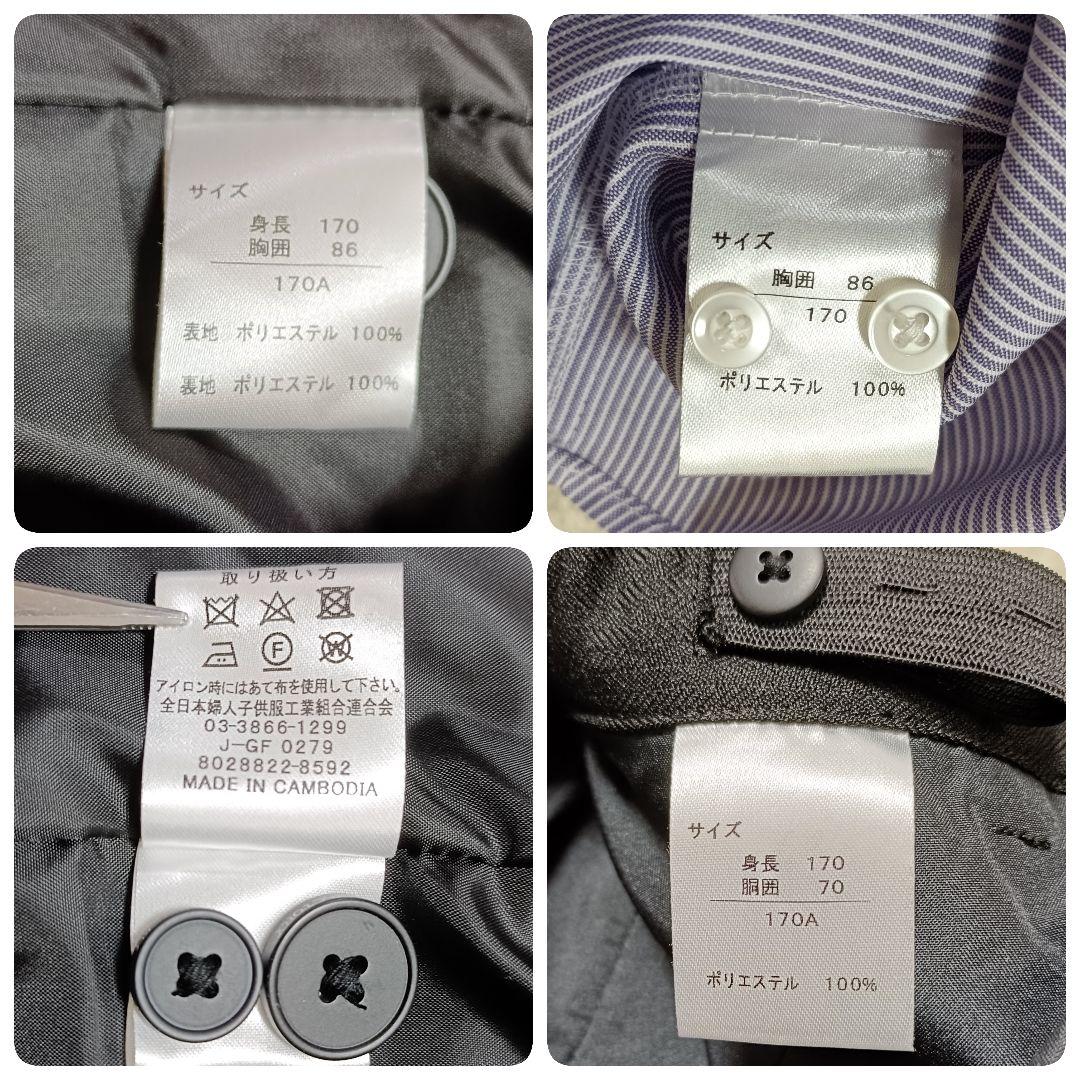 サイズ
身長 170
胸囲 86
170A
表地 ポリエステル 100%
裏地 ポリエステル 100%
サイズ
胸囲 86
170
ポリエステル 100%
取り扱い方
F
W
アイロン時にはあて布を使用して下さい。
全日本婦人子供服工業組合連合会
03-3866-1299
J-GF 0279
8028822-8592
MADE IN CAMBODIA
サイズ
身長 170
胴囲 70
170A
ポリエステル 100%